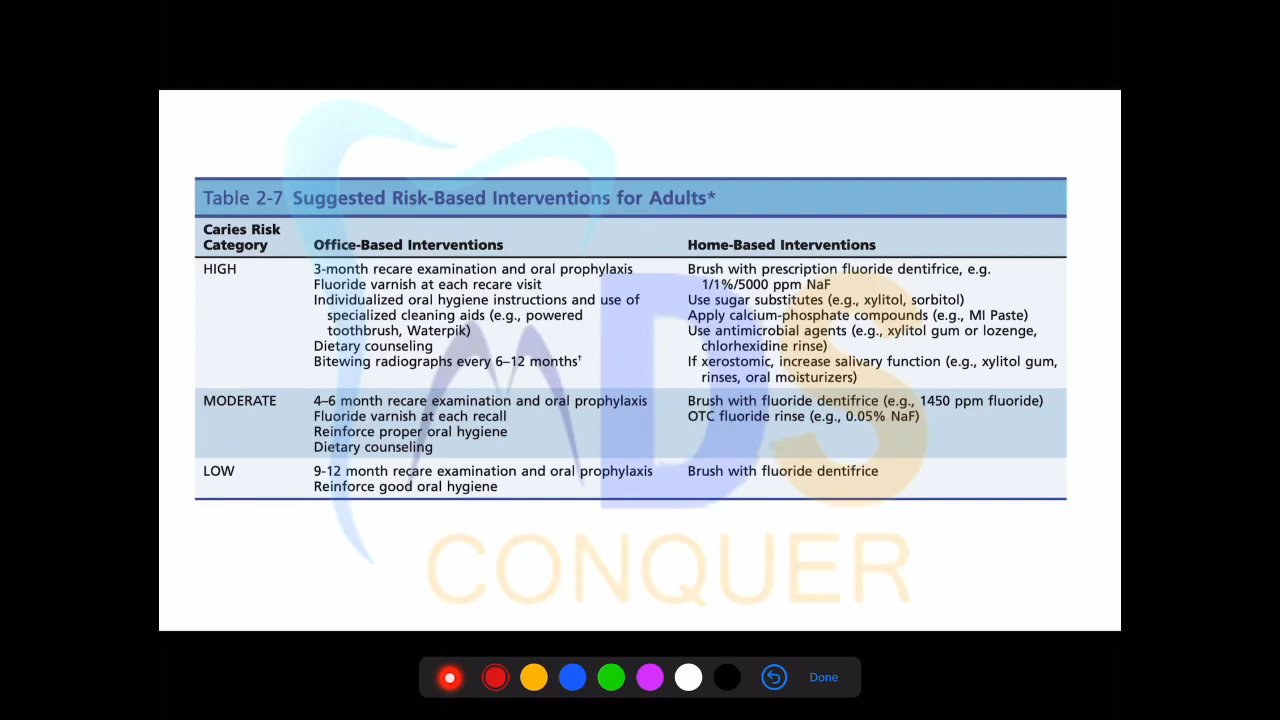 Table 2-7 Suggested Risk-Based Interventions for Adults*
Caries Risk
Category
Office-Based Interventions
Home-Based Interventions
HIGH
3-month recare examination and oral prophylaxis
Fluoride varnish at each recare visit
Individualized oral hygiene instructions and use of
specialized cleaning aids (e.g., powered
toothbrush, Waterpik)
Dietary counseling
Bitewing radiographs every 6–12 months†
Brush with prescription fluoride dentifrice, e.g.
1/1%/5000 ppm NaF
Use sugar substitutes (e.g., xylitol, sorbitol)
Apply calcium-phosphate compounds (e.g., MI Paste)
Use antimicrobial agents (e.g., xylitol gum or lozenge,
chlorhexidine rinse)
If xerostomic, increase salivary function (e.g., xylitol gum,
rinses, oral moisturizers)
MODERATE
4–6 month recare examination and oral prophylaxis
Fluoride varnish at each recall
Reinforce proper oral hygiene
Dietary counseling
Brush with fluoride dentifrice (e.g., 1450 ppm fluoride)
OTC fluoride rinse (e.g., 0.05% NaF)
LOW
9-12 month recare examination and oral prophylaxis
Reinforce good oral hygiene
Brush with fluoride dentifrice
MDS
CONQUER
Done